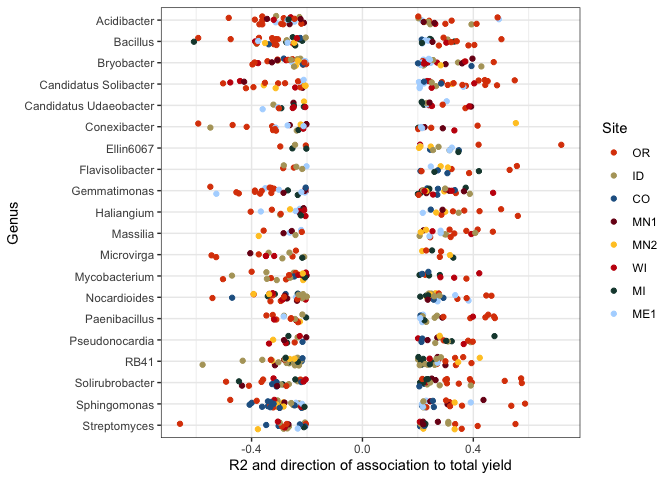 Acidibacter
Bacillus
Bryobacter
Candidatus Solibacter
Candidatus Udaeobacter
Conexibacter
Ellin6067
Flavisolibacter
Gemmatimonas
Haliangium
Massilia
Microvirga
Mycobacterium
Nocardioides
Paenibacillus
Pseudonocardia
RB41
Solirubrobacter
Sphingomonas
Streptomyces
Genus
-0.4 0.0 0.4
R2 and direction of association to total yield
Site
OR
ID
CO
MN1
MN2
WI
MI
ME1